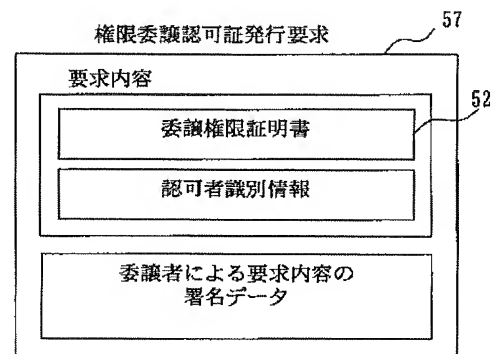 権限委譲認可証発行要求
57
要求内容
委譲権限証明書
52
認可者識別情報
委譲者による要求内容の
署名データ